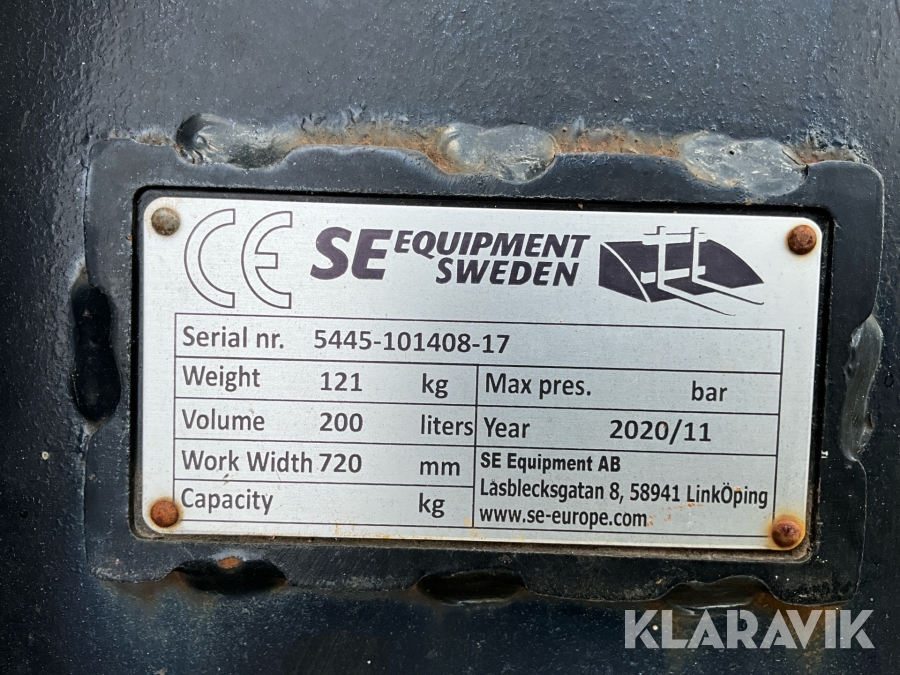 CE SE EQUIPMENT
SWEDEN
Serial nr. 5445-101408-17
Weight 121 kg Max pres. bar
Volume 200 liters Year 2020/11
Work Width 720 mm SE Equipment AB
Låsblecksgatan 8, 58941 LinkÖping
Capacity kg www.se-europe.com
KLARAVIK